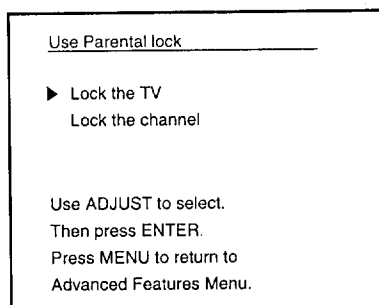 Use Parental lock
▶ Lock the TV
Lock the channel
Use ADJUST to select.
Then press ENTER.
Press MENU to return to
Advanced Features Menu.